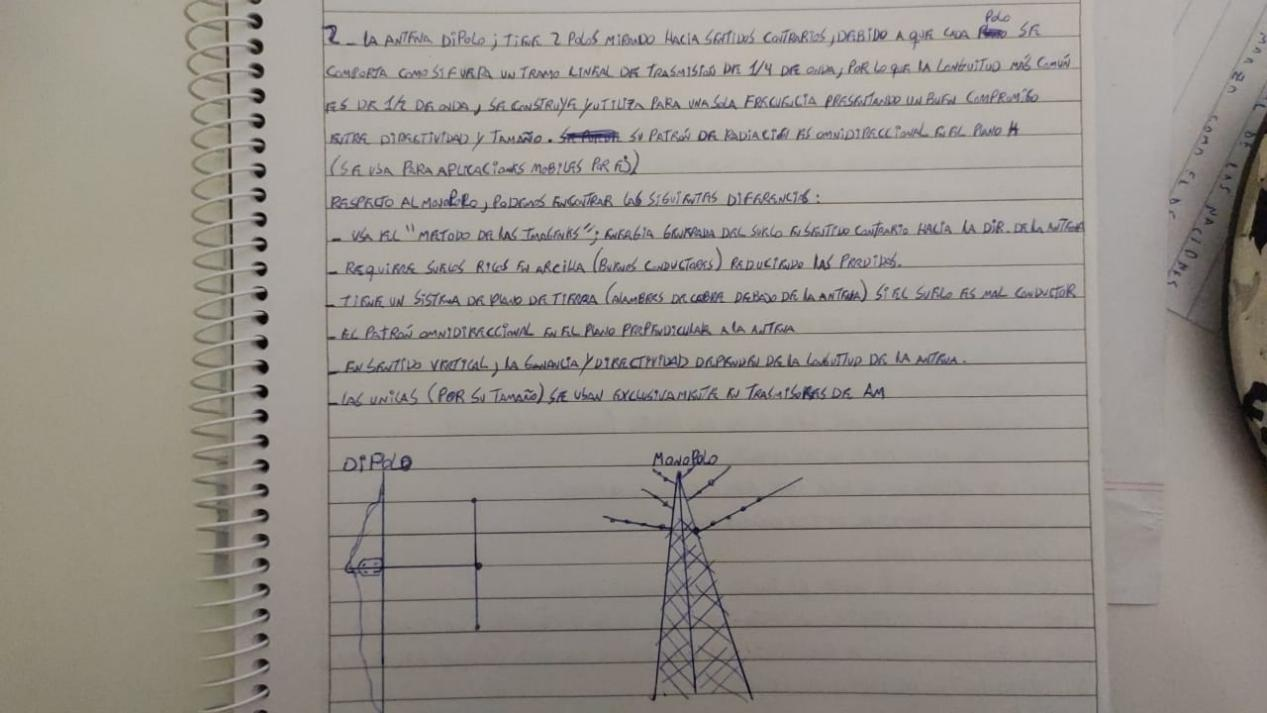 2_ LA ANTENA DIPOLO; TIENE 2 POLOS MIRANDO HACIA SENTIDOS CONTRARIOS, DEBIDO A QUE CADA POLO SE
COMPORTA COMO SI FUERA UN TRAMO LINEAL DE TRASMISIÓN DE 1/4 DE ONDA, POR LO QUE LA LONGUITUD MÁS COMÚN
ES DE 1/2 DE ONDA, SE CONSTRUYE Y UTILIZA PARA UNA SOLA FRECUENCIA PRESENTANDO UN BUEN COMPROMISO
ENTRE DIRECTIVIDAD Y TAMAÑO. SU PATRÓN DE RADIACIÓN ES OMNIDIRECCIONAL EN EL PLANO H
(SE USA PARA APLICACIONES MOBILES POR EJ)
RESPECTO AL MONOPOLO, PODEMOS ENCONTRAR LAS SIGUIENTES DIFERENCIAS:
- USA EL "METODO DE LAS IMAGENES"; ENERGÍA GENERADA DEL SUELO EN SENTIDO CONTRARIO HACIA LA DIR. DE LA ANTENA
- REQUIERE SUELOS RICOS EN ARCILLA (BUENOS CONDUCTORES) REDUCIENDO LAS PERDIDAS.
- TIENE UN SISTEMA DE PLANO DE TIERRA (ALAMBRES DE COBRE DEBAJO DE LA ANTENA) SI EL SUELO ES MAL CONDUCTOR
- EL PATRÓN OMNIDIRECCIONAL EN EL PLANO PERPENDICULAR A LA ANTENA
- EN SENTIDO VERTICAL, LA GANANCIA Y DIRECTIVIDAD DEPENDEN DE LA LONGUITUD DE LA ANTENA.
- LAS UNICAS (POR SU TAMAÑO) SE USAN EXCLUSIVAMENTE EN TRASMISORES DE AM
DIPOLO
MONOPOLO